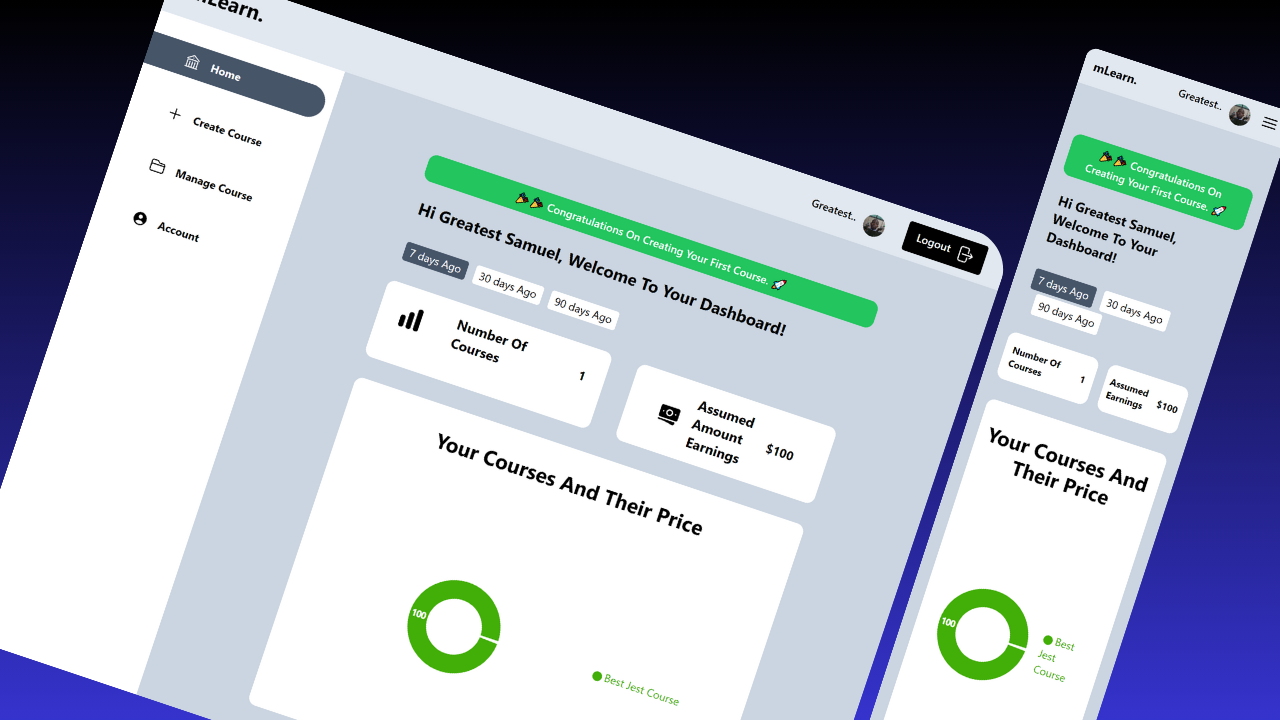 mLearn.
Home
Create Course
Manage Course
Account
Greatest..
Logout
🎉🎉 Congratulations On Creating Your First Course. 🚀
Hi Greatest Samuel, Welcome To Your Dashboard!
7 days Ago
30 days Ago
90 days Ago
Number Of
Courses
1
Assumed
Amount
Earnings
$100
Your Courses And Their Price
100
Best Jest Course
mLearn.
Greatest..
🎉🎉 Congratulations On
Creating Your First Course. 🚀
Hi Greatest Samuel,
Welcome To Your
Dashboard!
7 days Ago
30 days Ago
90 days Ago
Number Of
Courses
1
Assumed
Earnings
$100
Your Courses And
Their Price
100
Best
Jest
Course